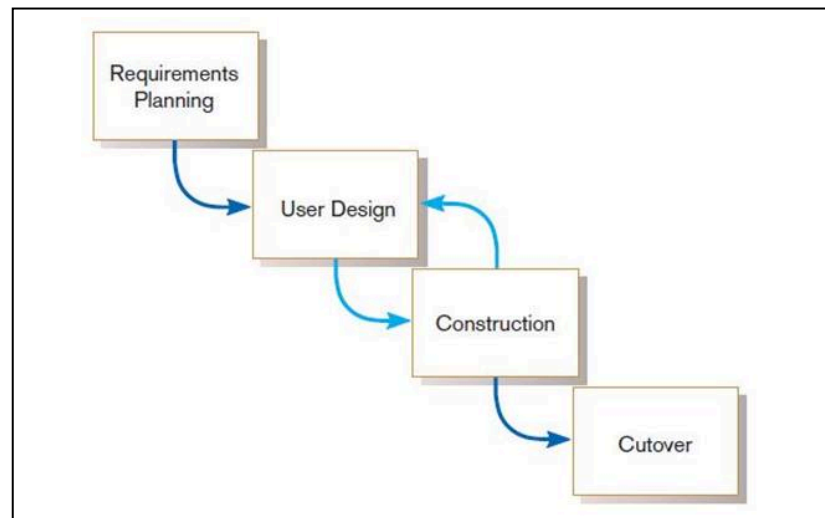 Requirements
Planning
User Design
Construction
Cutover